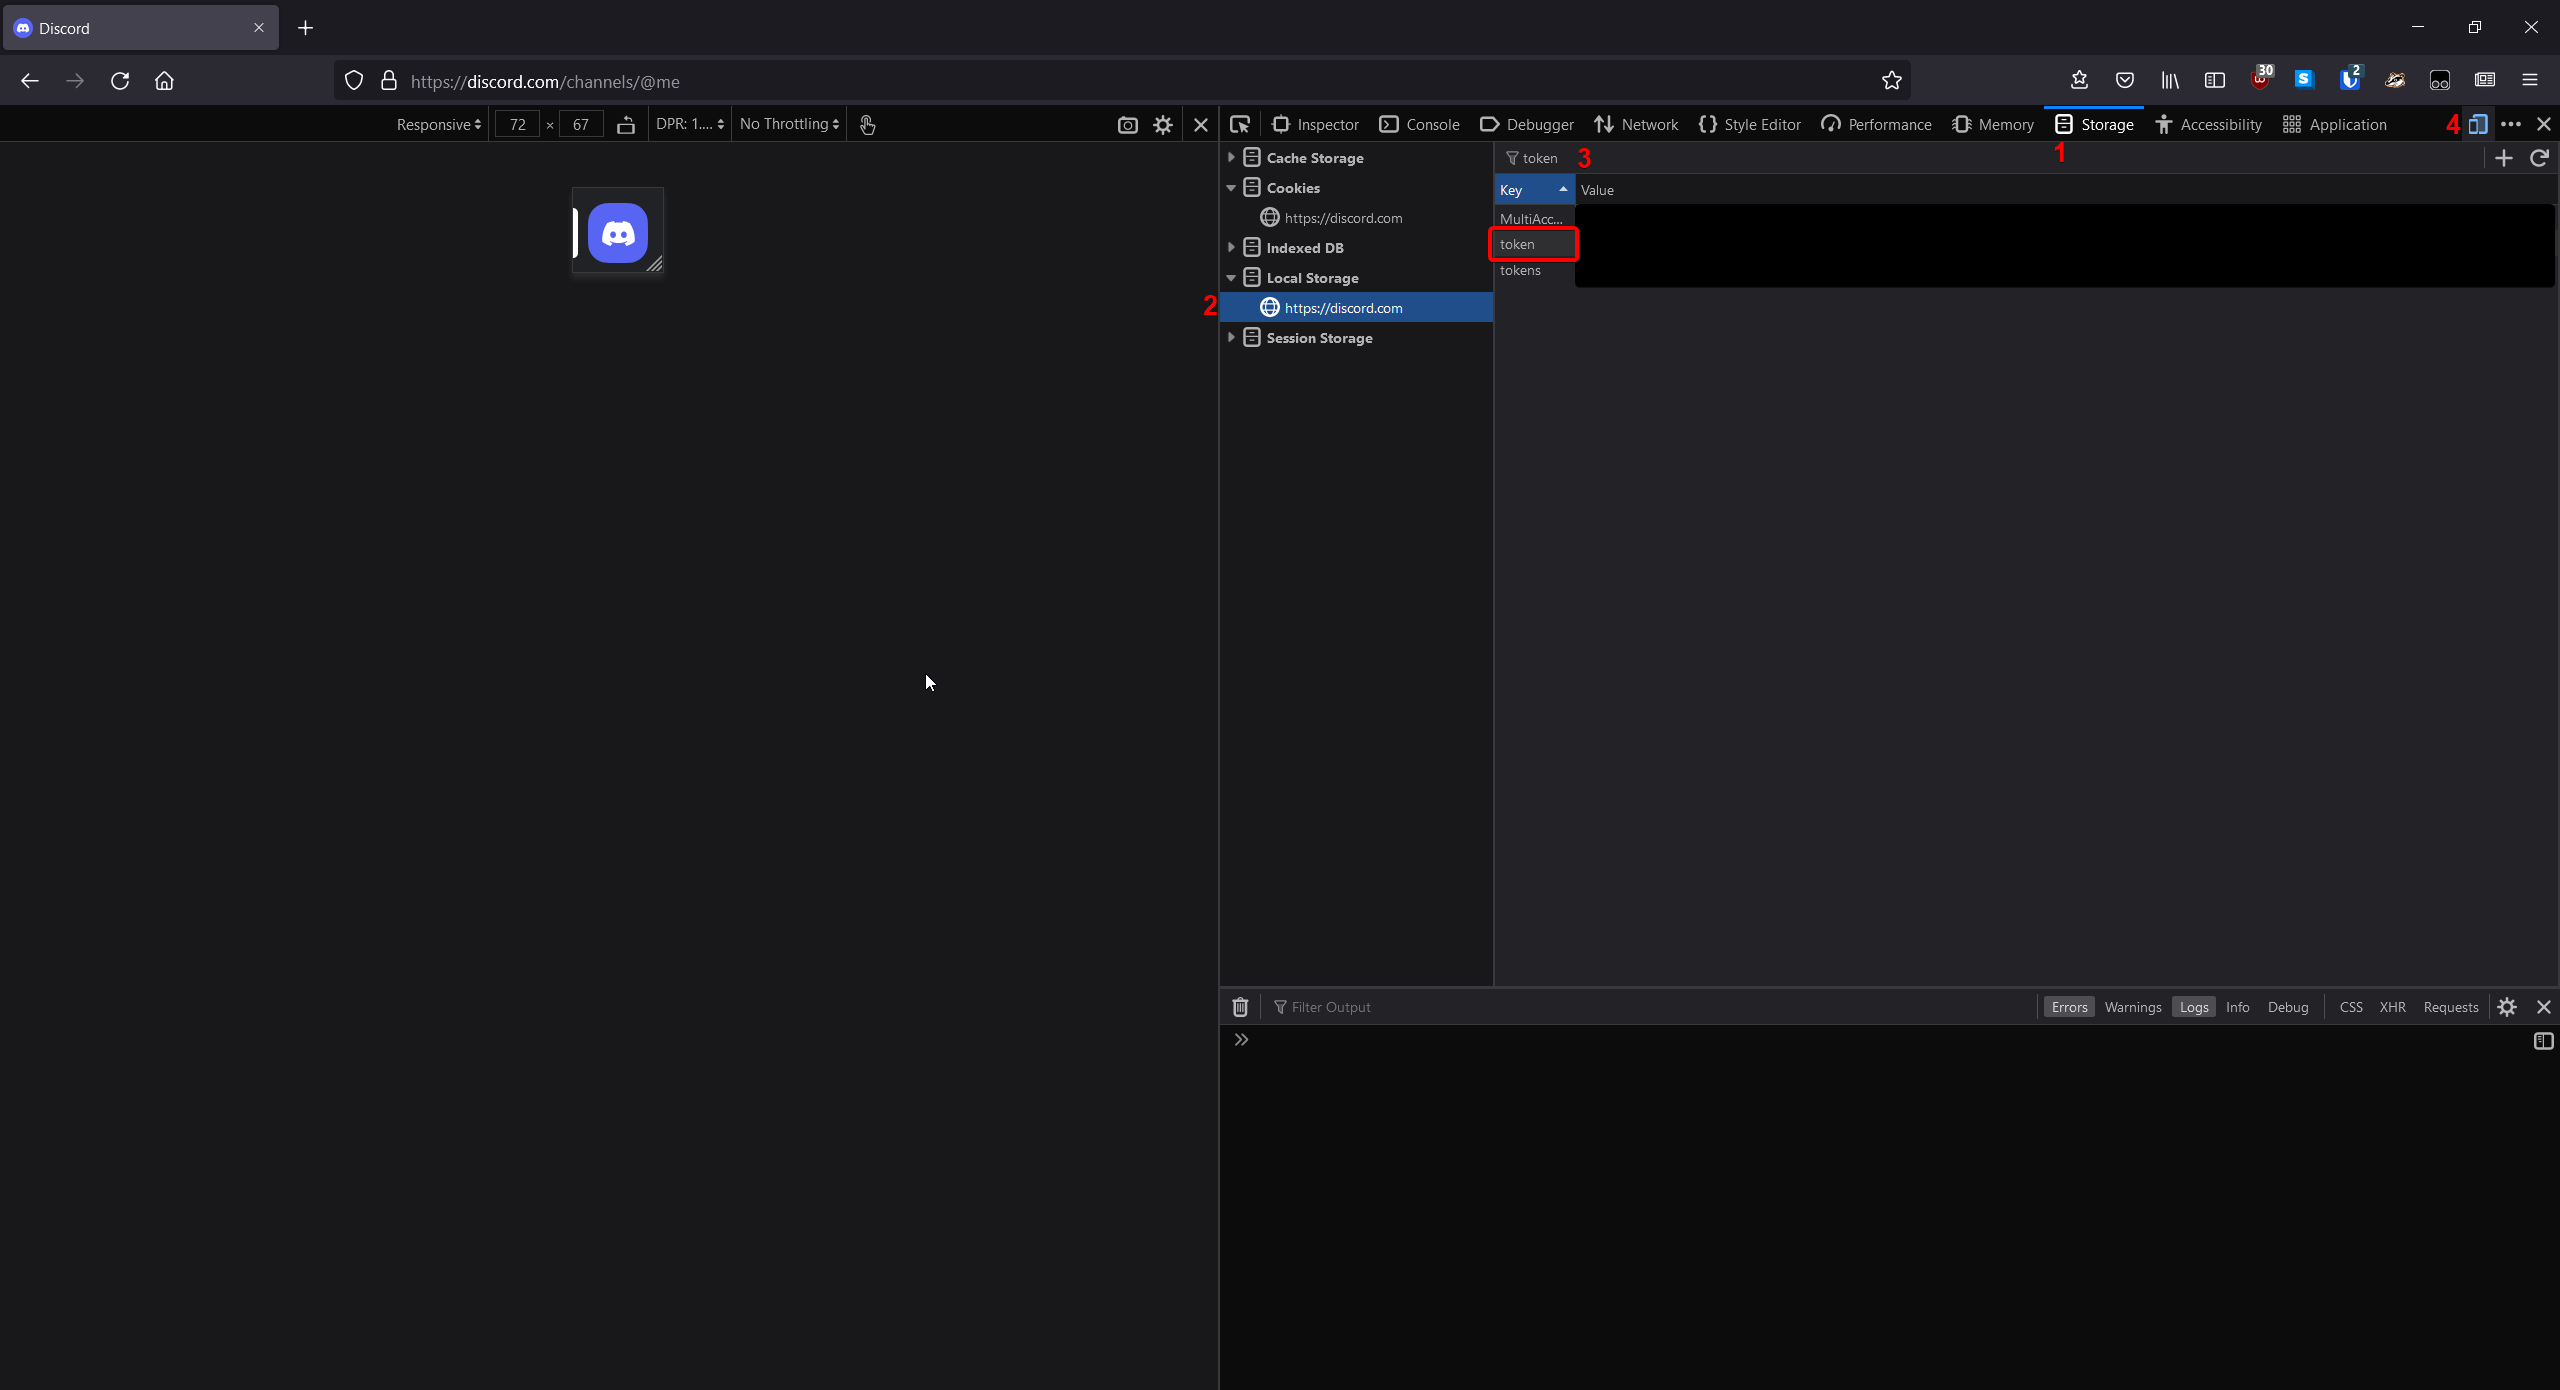 Discord
https://discord.com/channels/@me
30
S
2
Responsive 72 × 67 DPR: 1.... No Throttling
Inspector Console Debugger Network Style Editor Performance Memory Storage Accessibility Application 4
1
Cache Storage
Cookies
https://discord.com
Indexed DB
Local Storage
2 https://discord.com
Session Storage
token 3
Key Value
MultiAcc...
token
tokens
Filter Output Errors Warnings Logs Info Debug CSS XHR Requests